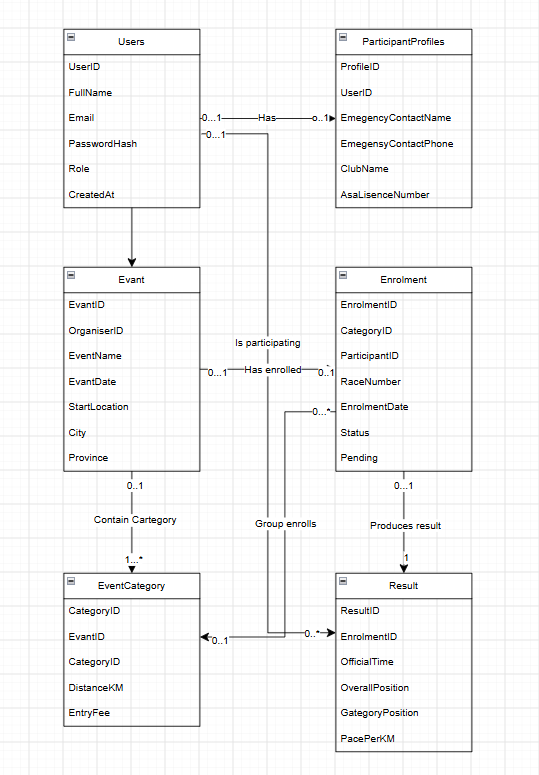 Users
UserID
FullName
Email
PasswordHash
Role
CreatedAt
ParticipantProfiles
ProfileID
UserID
EmegencyContactName
EmegensyContactPhone
ClubName
AsaLisenceNumber
0...1
Has
o..1
0...1
Evant
EvantID
OrganiserID
EventName
EvantDate
StartLocation
City
Province
Enrolment
EnrolmentID
CategoryID
ParticipantID
RaceNumber
EnrolmentDate
Status
Pending
Is participating
0...1
Has enrolled
0..1
0...*
0...1
Contain Cartegory
1...*
Group enrolls
0...1
Produces result
1
EventCategory
CategoryID
EvantID
CategoryID
DistanceKM
EntryFee
0..1
0..*
Result
ResultID
EnrolmentID
OfficialTime
OverallPosition
GategoryPosition
PacePerKM